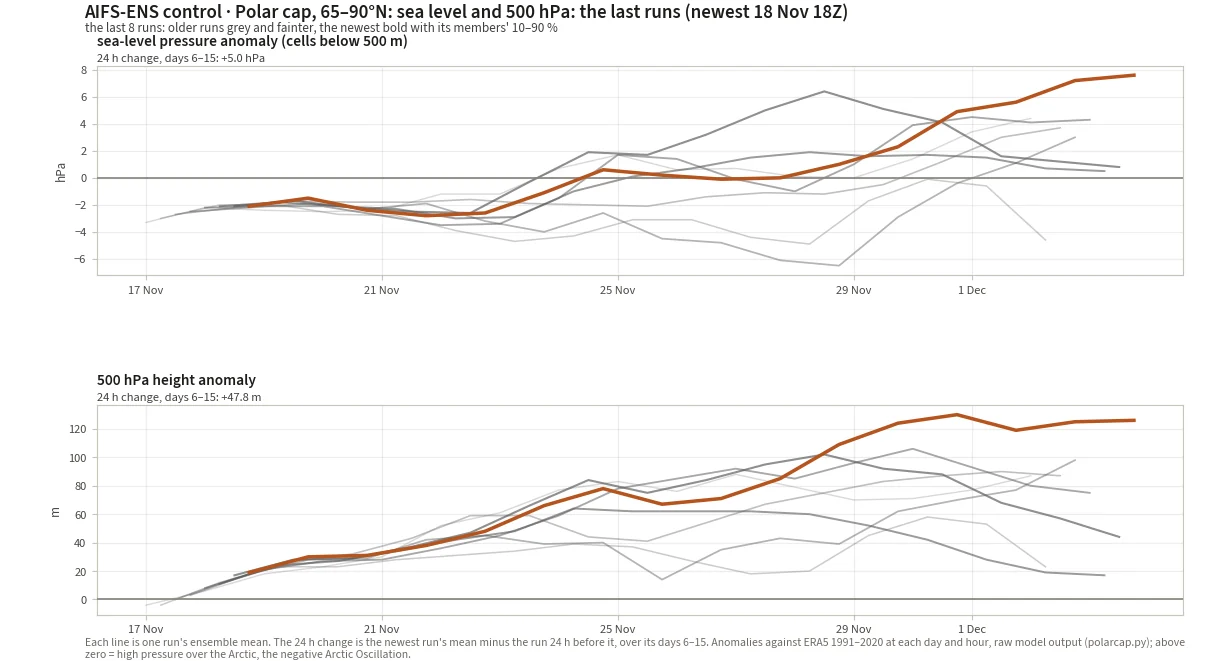 AIFS-ENS control · Polar cap, 65–90°N: sea level and 500 hPa: the last runs (newest 18 Nov 18Z)
the last 8 runs: older runs grey and fainter, the newest bold with its members' 10–90 %
sea-level pressure anomaly (cells below 500 m)
24 h change, days 6–15: +5.0 hPa
8
6
4
2
0
−2
−4
−6
hPa
17 Nov
21 Nov
25 Nov
29 Nov
1 Dec
500 hPa height anomaly
24 h change, days 6–15: +47.8 m
120
100
80
60
40
20
0
m
17 Nov
21 Nov
25 Nov
29 Nov
1 Dec
Each line is one run's ensemble mean. The 24 h change is the newest run's mean minus the run 24 h before it, over its days 6–15. Anomalies against ERA5 1991–2020 at each day and hour, raw model output (polarcap.py); above
zero = high pressure over the Arctic, the negative Arctic Oscillation.